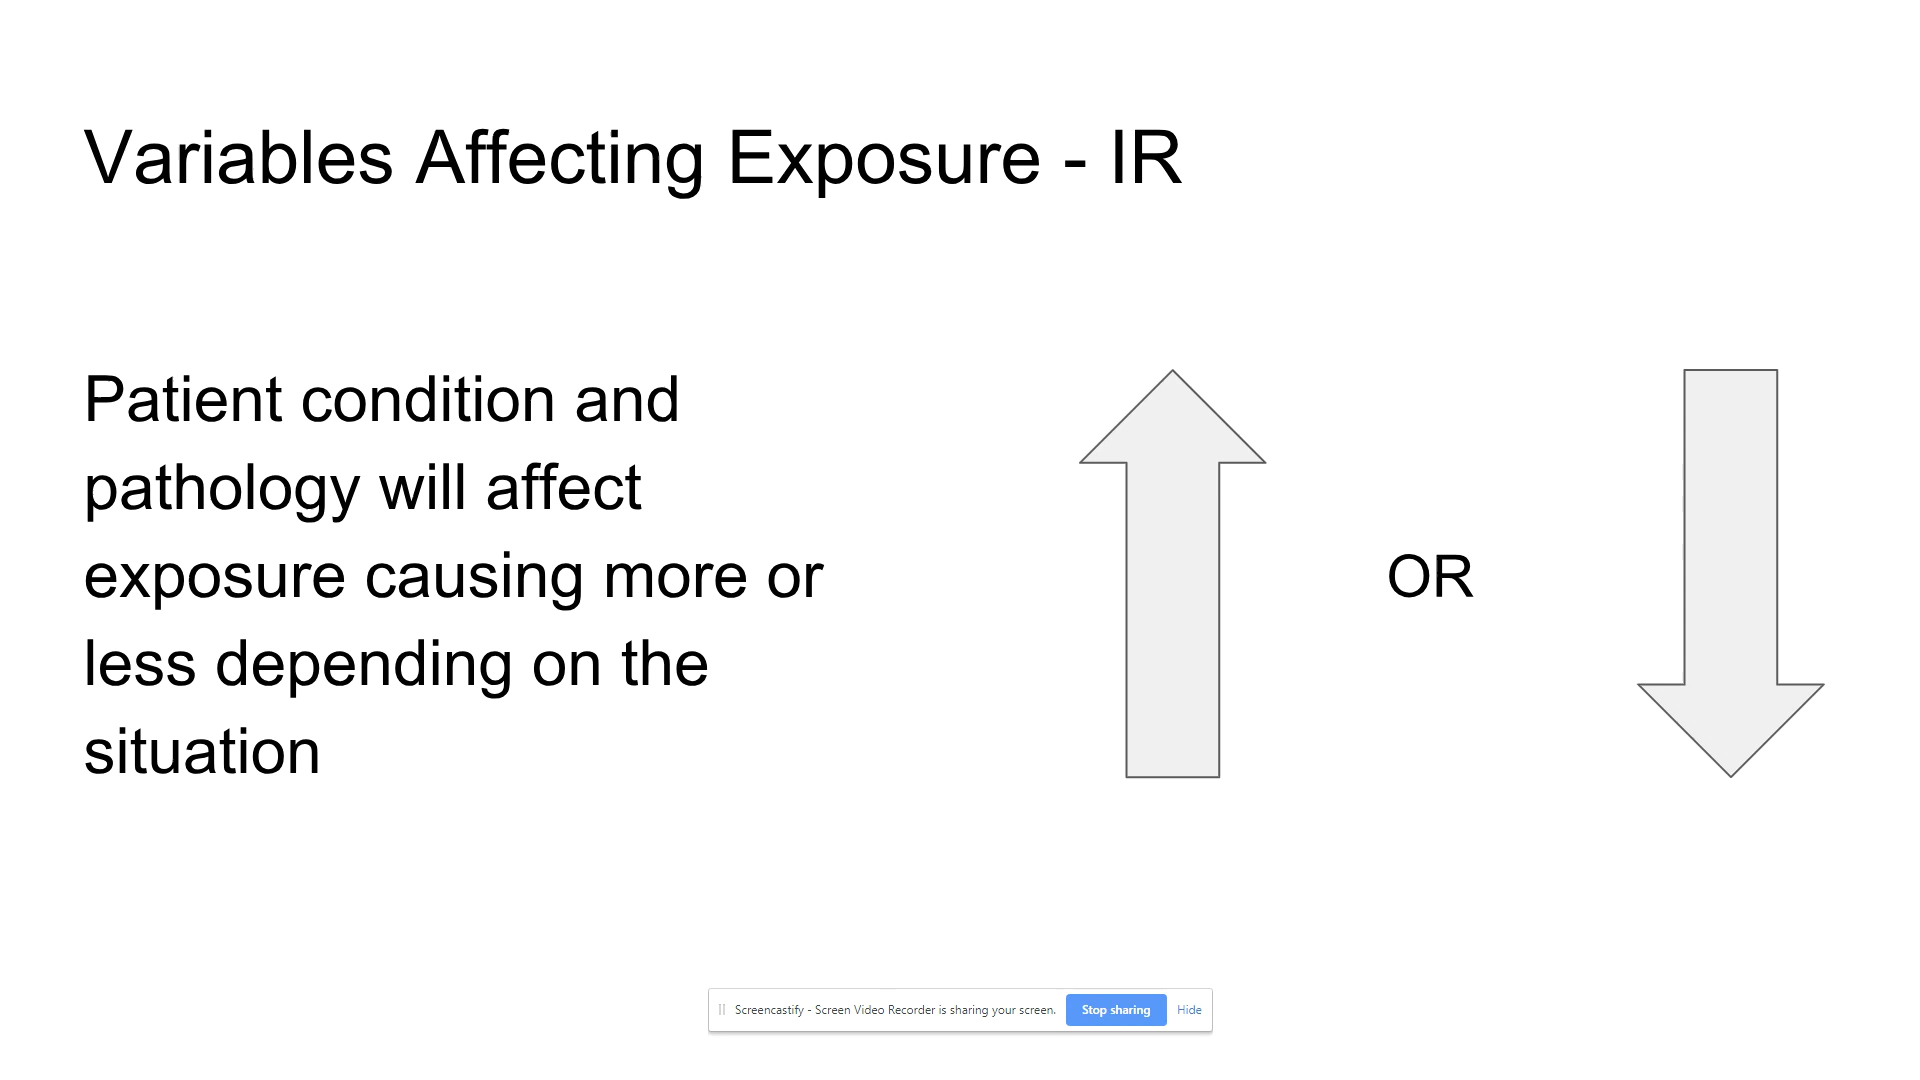 Variables Affecting Exposure - IR
Patient condition and
pathology will affect
exposure causing more or
less depending on the
situation
OR
Screencastify - Screen Video Recorder is sharing your screen. Stop sharing Hide